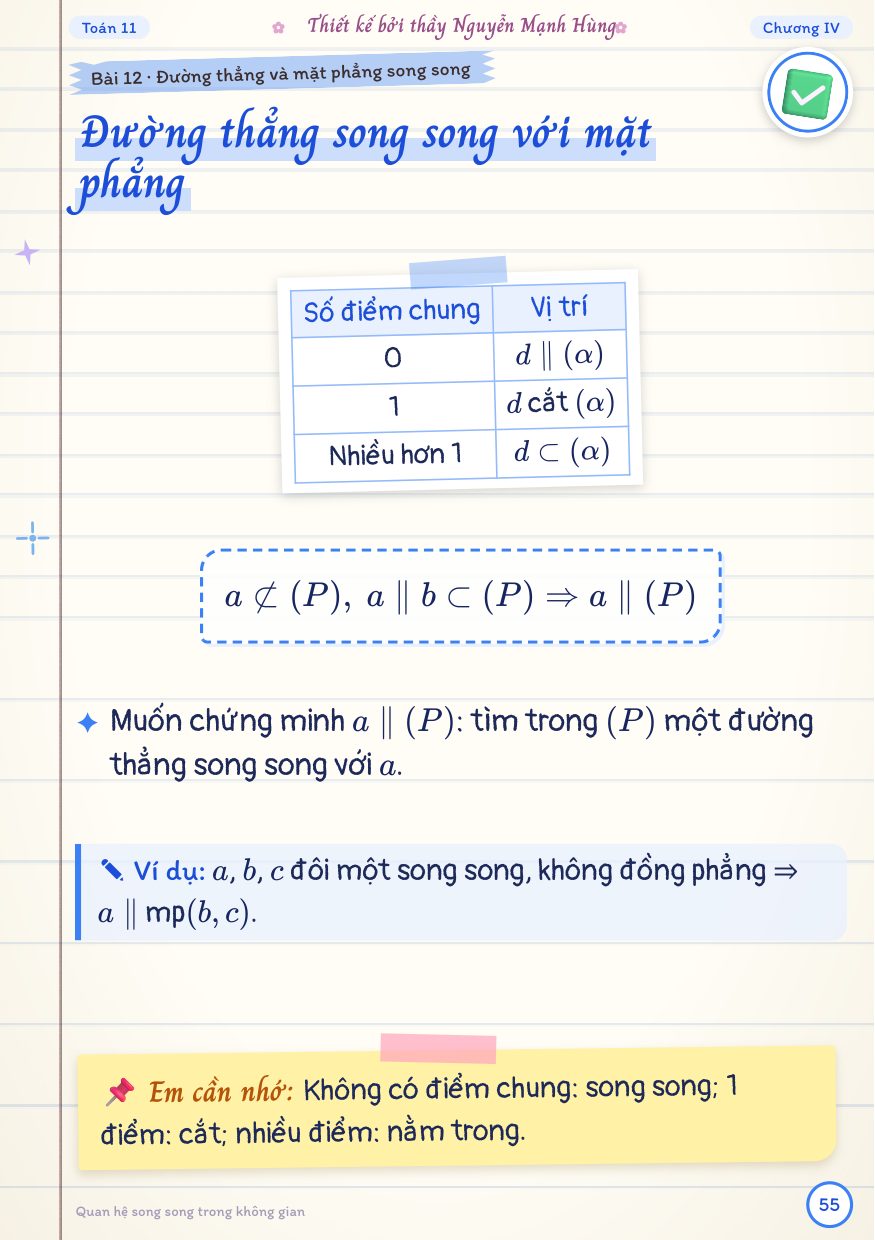 Toán 11
Thiết kế bởi thầy Nguyễn Mạnh Hùng
Chương IV
Bài 12 · Đường thẳng và mặt phẳng song song
Đường thẳng song song với mặt
phẳng
Số điểm chung Vị trí
0 d ∥ (α)
1 d cắt (α)
Nhiều hơn 1 d ⊂ (α)
a ⊄ (P), a ∥ b ⊂ (P) ⇒ a ∥ (P)
Muốn chứng minh a ∥ (P): tìm trong (P) một đường
thẳng song song với a.
Ví dụ: a, b, c đôi một song song, không đồng phẳng ⇒
a ∥ mp(b, c).
Em cần nhớ: Không có điểm chung: song song; 1
điểm: cắt; nhiều điểm: nằm trong.
Quan hệ song song trong không gian
55